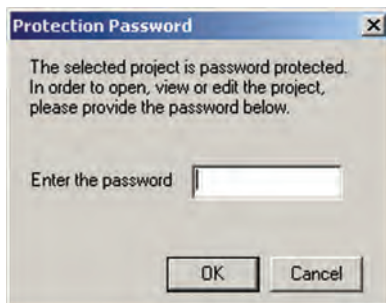 Protection Password
The selected project is password protected.
In order to open, view or edit the project,
please provide the password below.
Enter the password
OK Cancel